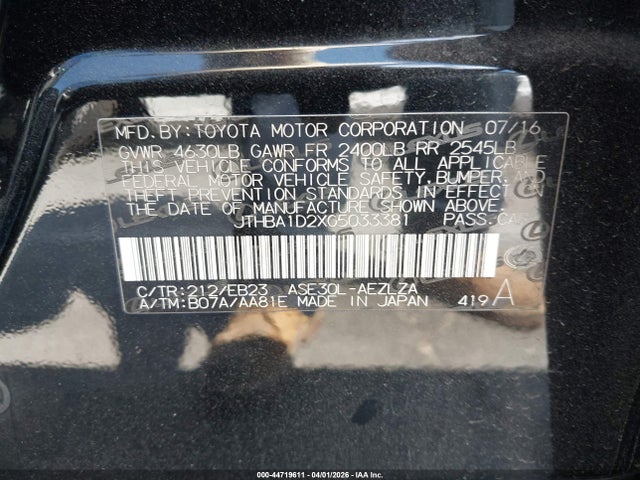 MFD.BY:TOYOTA MOTOR CORPORATION 07/16
GVWR 4630LB GAWR FR 2400LB RR 2545LB
THIS VEHICLE CONFORMS TO ALL APPLICABLE
FEDERAL MOTOR VEHICLE SAFETY,BUMPER,AND
THEFT PREVENTION STANDARDS IN EFFECT ON
THE DATE OF MANUFACTURE SHOWN ABOVE.
JTHBA1D2XG5033381 PASS.CAR
C/TR:212/EB23 ASE30L-AEZLZA
A/TM:B07A/AA81E MADE IN JAPAN 419 A
000-44719611 - 04/01/2026 - IAA Inc.